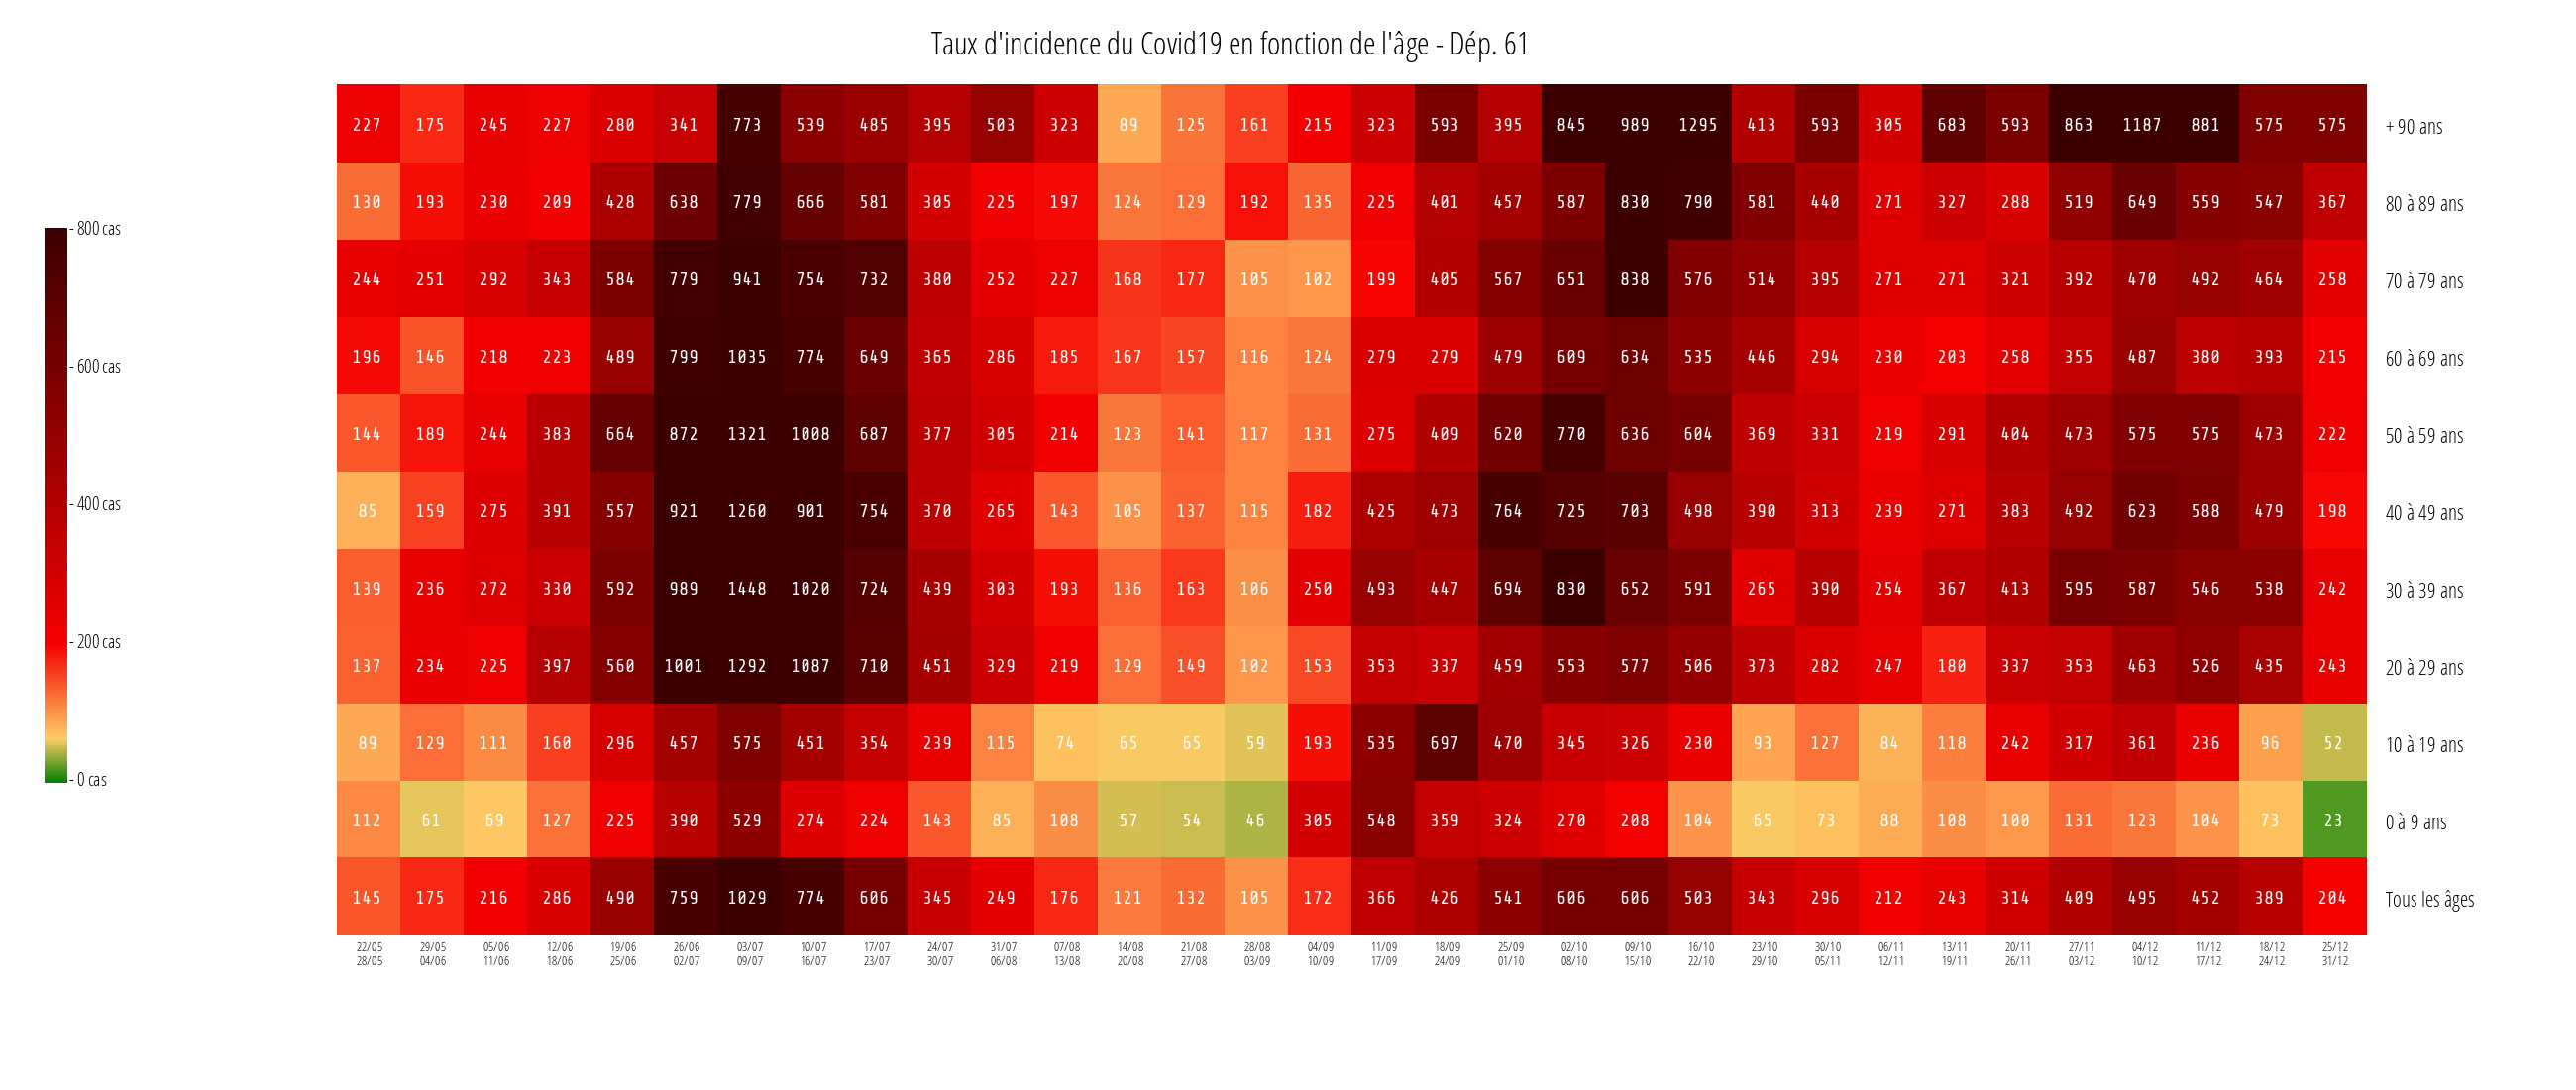 Taux d'incidence du Covid19 en fonction de l'âge - Dép. 61
- 800 cas
- 600 cas
- 400 cas
- 200 cas
- 0 cas
227 175 245 227 280 341 773 539 485 395 503 323 89 125 161 215 323 593 395 845 989 1295 413 593 305 683 593 863 1187 881 575 575 + 90 ans
130 193 230 209 428 638 779 666 581 305 225 197 124 129 192 135 225 401 457 587 830 790 581 440 271 327 288 519 649 559 547 367 80 à 89 ans
244 251 292 343 584 779 941 754 732 380 252 227 168 177 105 102 199 405 567 651 838 576 514 395 271 271 321 392 470 492 464 258 70 à 79 ans
196 146 218 223 489 799 1035 774 649 365 286 185 167 157 116 124 279 279 479 609 634 535 446 294 230 203 258 355 487 380 393 215 60 à 69 ans
144 189 244 383 664 872 1321 1008 687 377 305 214 123 141 117 131 275 409 620 770 636 604 369 331 219 291 404 473 575 575 473 222 50 à 59 ans
85 159 275 391 557 921 1260 901 754 370 265 143 105 137 115 182 425 473 764 725 703 498 390 313 239 271 383 492 623 588 479 198 40 à 49 ans
139 236 272 330 592 989 1448 1020 724 439 303 193 136 163 106 250 493 447 694 830 652 591 265 390 254 367 413 595 587 546 538 242 30 à 39 ans
137 234 225 397 560 1001 1292 1087 710 451 329 219 129 149 102 153 353 337 459 553 577 506 373 282 247 180 337 353 463 526 435 243 20 à 29 ans
89 129 111 160 296 457 575 451 354 239 115 74 65 65 59 193 535 697 470 345 326 230 93 127 84 118 242 317 361 236 96 52 10 à 19 ans
112 61 69 127 225 390 529 274 224 143 85 108 57 54 46 305 548 359 324 270 208 104 65 73 88 108 100 131 123 104 73 23 0 à 9 ans
145 175 216 286 490 759 1029 774 606 345 249 176 121 132 105 172 366 426 541 606 606 503 343 296 212 243 314 409 495 452 389 204 Tous les âges
22/05 29/05 05/06 12/06 19/06 26/06 03/07 10/07 17/07 24/07 31/07 07/08 14/08 21/08 28/08 04/09 11/09 18/09 25/09 02/10 09/10 16/10 23/10 30/10 06/11 13/11 20/11 27/11 04/12 11/12 18/12 25/12
28/05 04/06 11/06 18/06 25/06 02/07 09/07 16/07 23/07 30/07 06/08 13/08 20/08 27/08 03/09 10/09 17/09 24/09 01/10 08/10 15/10 22/10 29/10 05/11 12/11 19/11 26/11 03/12 10/12 17/12 24/12 31/12